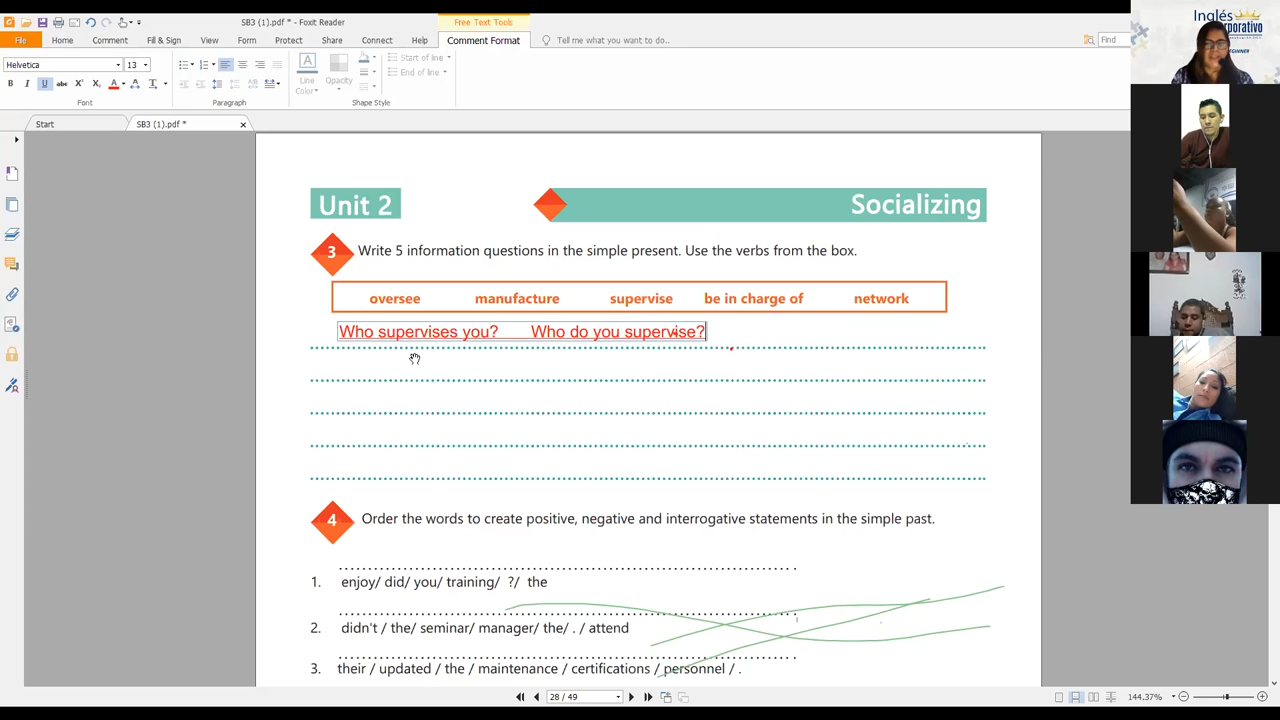 SB3 (1).pdf * - Foxit Reader
Free Text Tools
File Home Comment Fill & Sign View Form Protect Share Connect Help Comment Format Tell me what you want to do.. Find
Helvetica 13
Line Color Opacity Start of line End of line
Font Paragraph Shape Style
Start SB3 (1).pdf *
Inglés
Unit 2 Socializing
3 Write 5 information questions in the simple present. Use the verbs from the box.
oversee manufacture supervise be in charge of network
Who supervises you? Who do you supervise?
4 Order the words to create positive, negative and interrogative statements in the simple past.
1. enjoy/ did/ you/ training/ ?/ the
2. didn't / the/ seminar/ manager/ the/ . / attend
3. their / updated / the / maintenance / certifications / personnel / .
28 / 49 144.37%